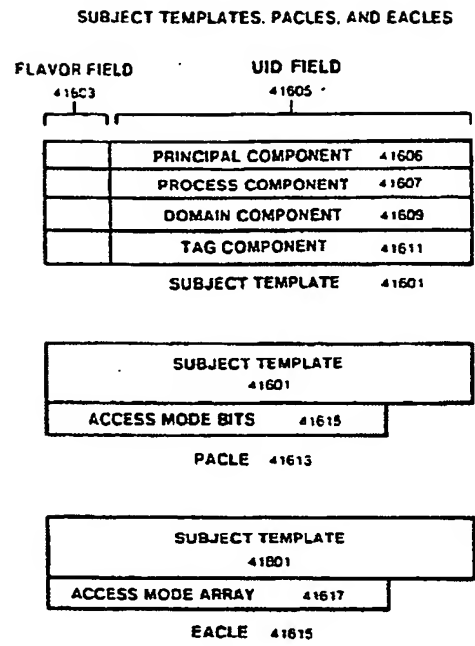 SUBJECT TEMPLATES, PACLES, AND EACLES
FLAVOR FIELD UID FIELD
416C3 41605
PRINCIPAL COMPONENT 41606
PROCESS COMPONENT 41607
DOMAIN COMPONENT 41609
TAG COMPONENT 41611
SUBJECT TEMPLATE 41601
SUBJECT TEMPLATE
41601
ACCESS MODE BITS 41615
PACLE 41613
SUBJECT TEMPLATE
41801
ACCESS MODE ARRAY 41617
EACLE 41615